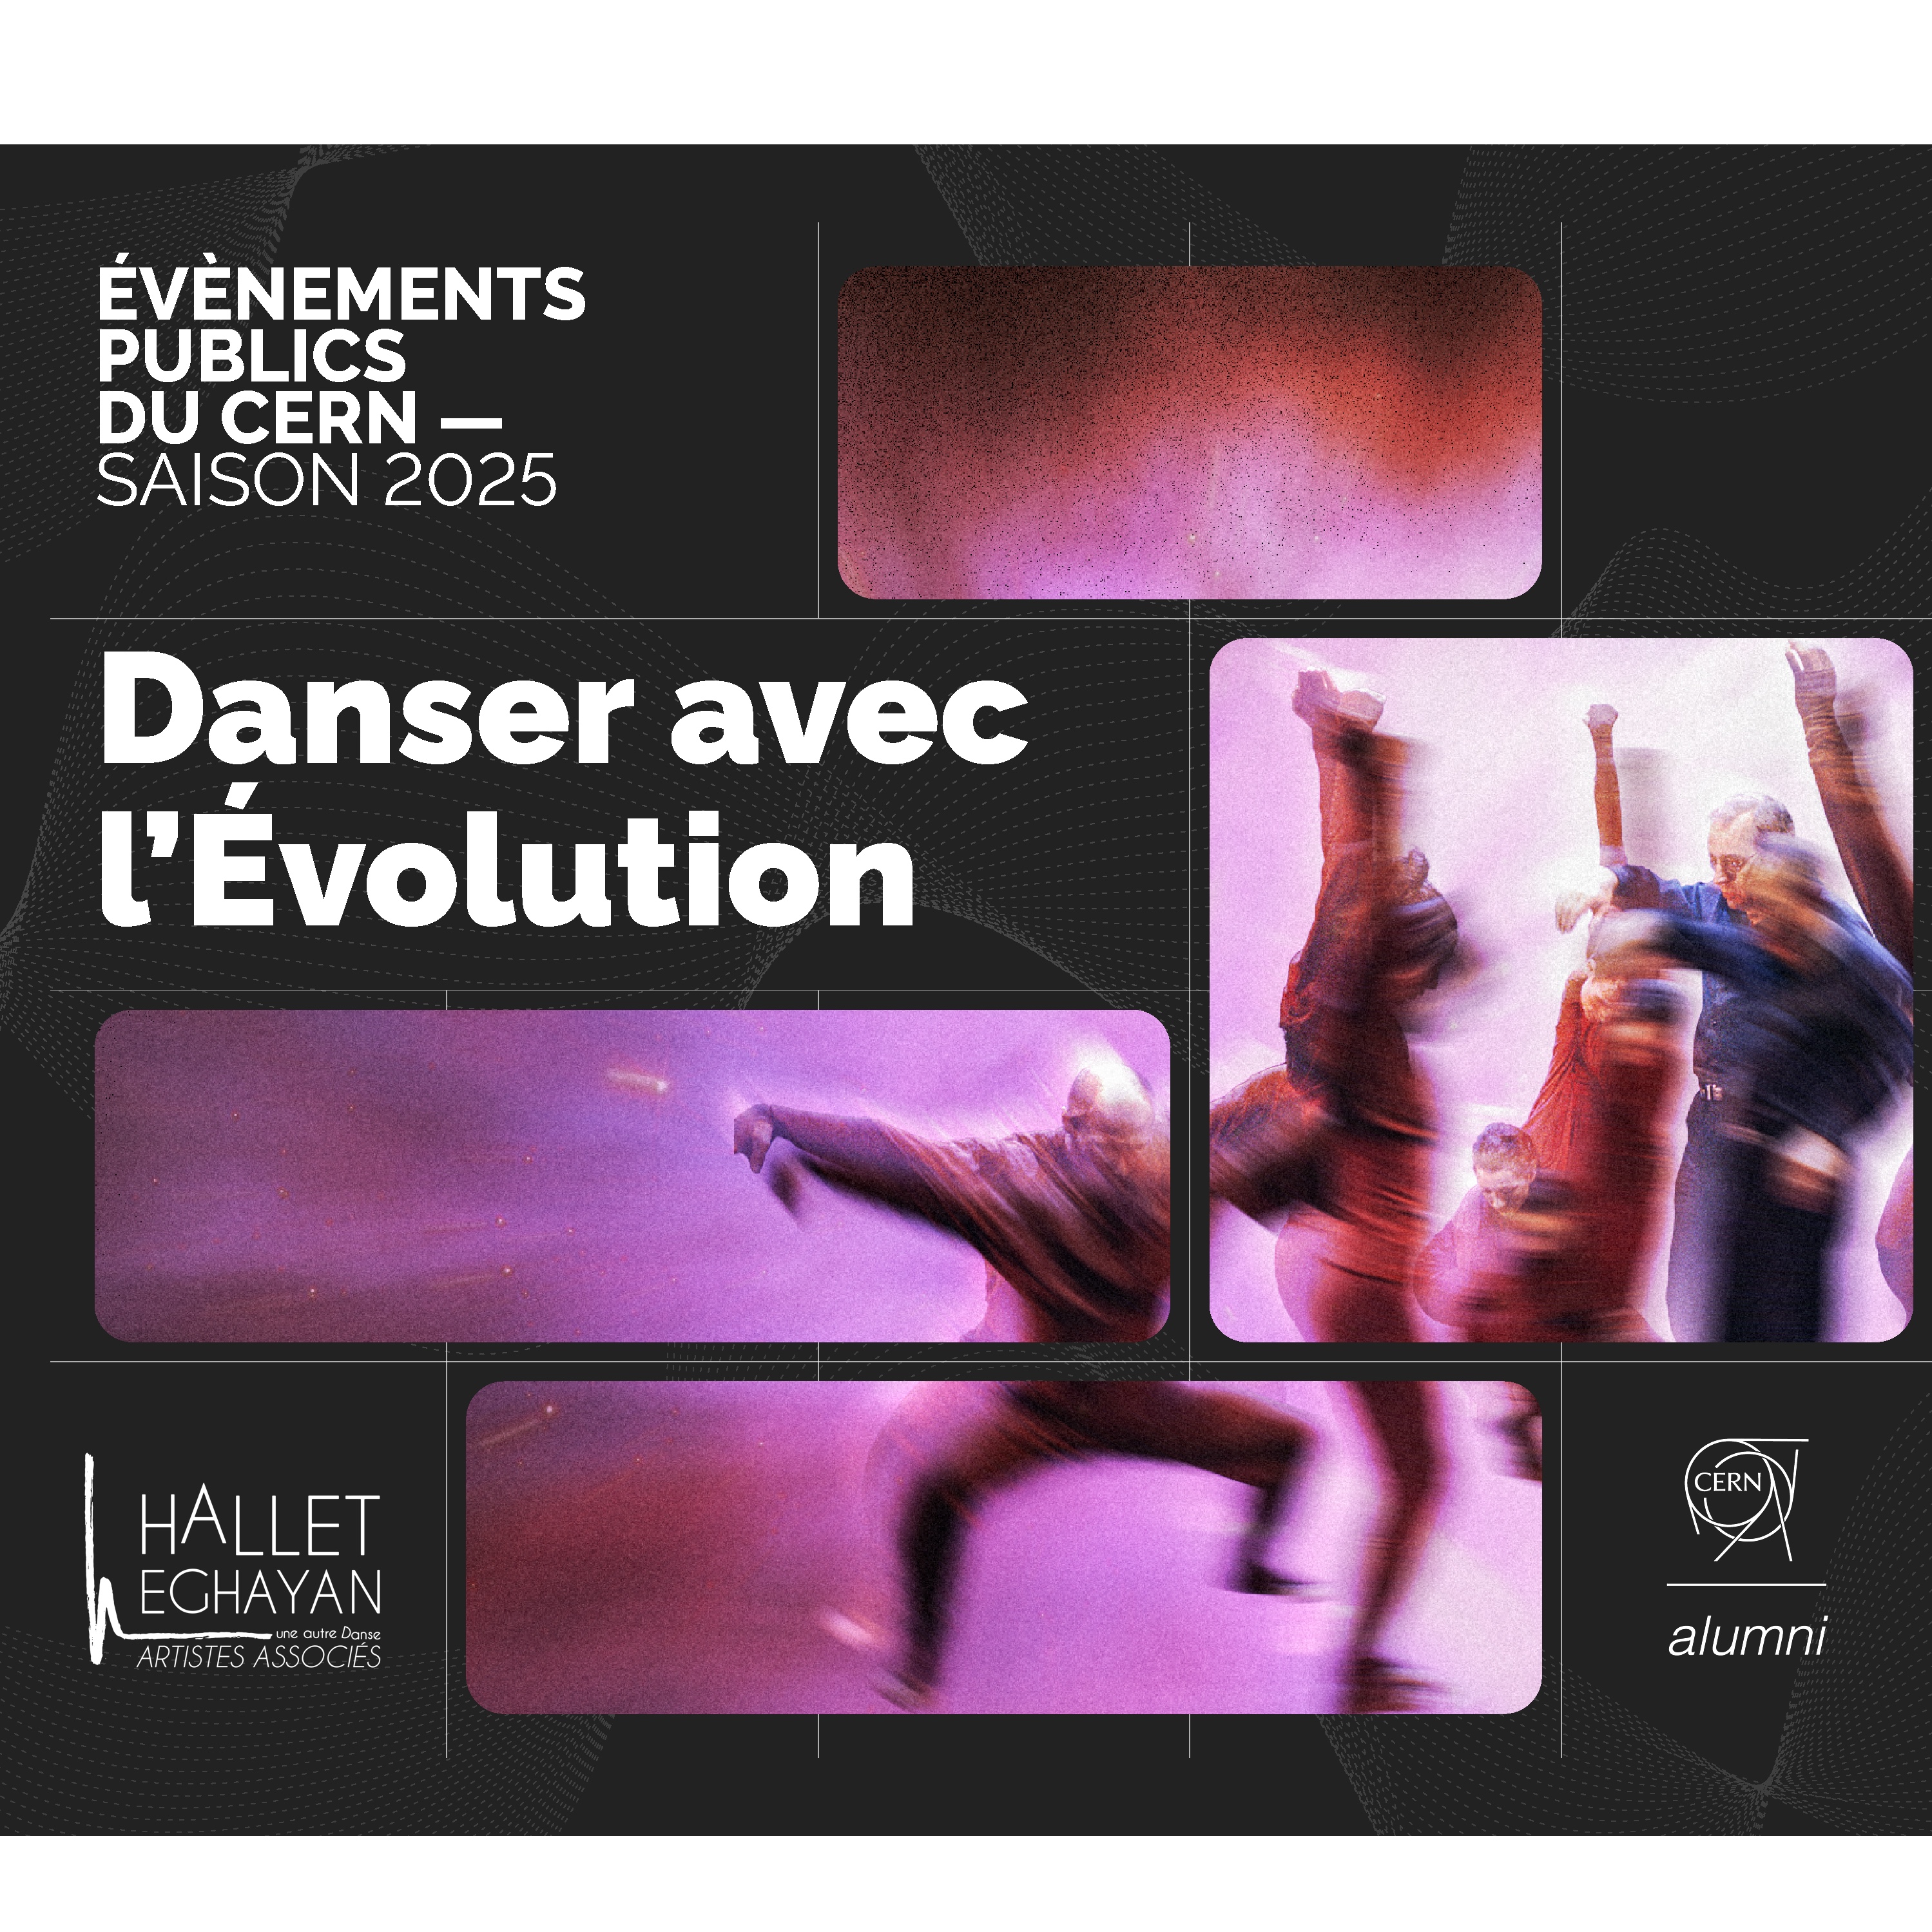 ÉVÈNEMENTS
PUBLICS
DU CERN —
SAISON 2025
Danser avec
l’Évolution
HALLET
EGHAYAN
une autre Danse
ARTISTES ASSOCIÉS
CERN
alumni